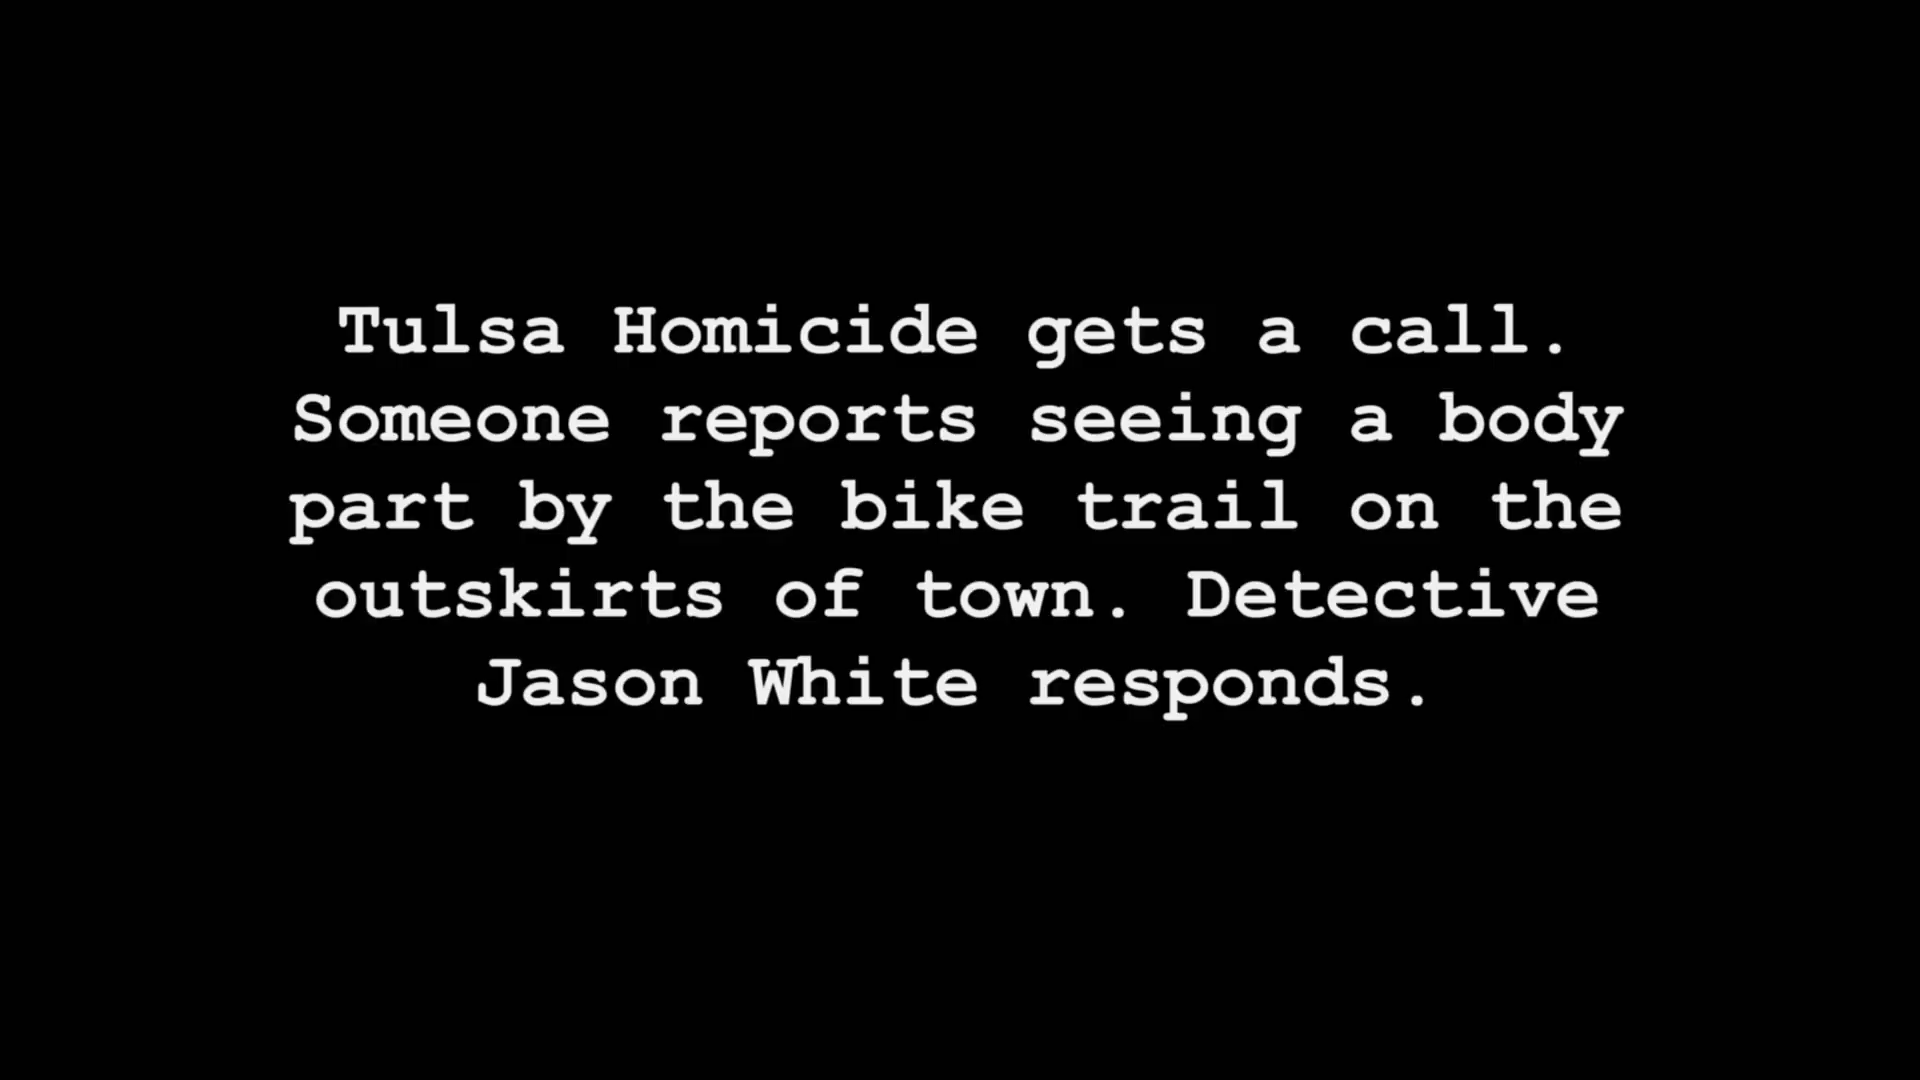 Tulsa Homicide gets a call.
Someone reports seeing a body
part by the bike trail on the
outskirts of town. Detective
Jason White responds.